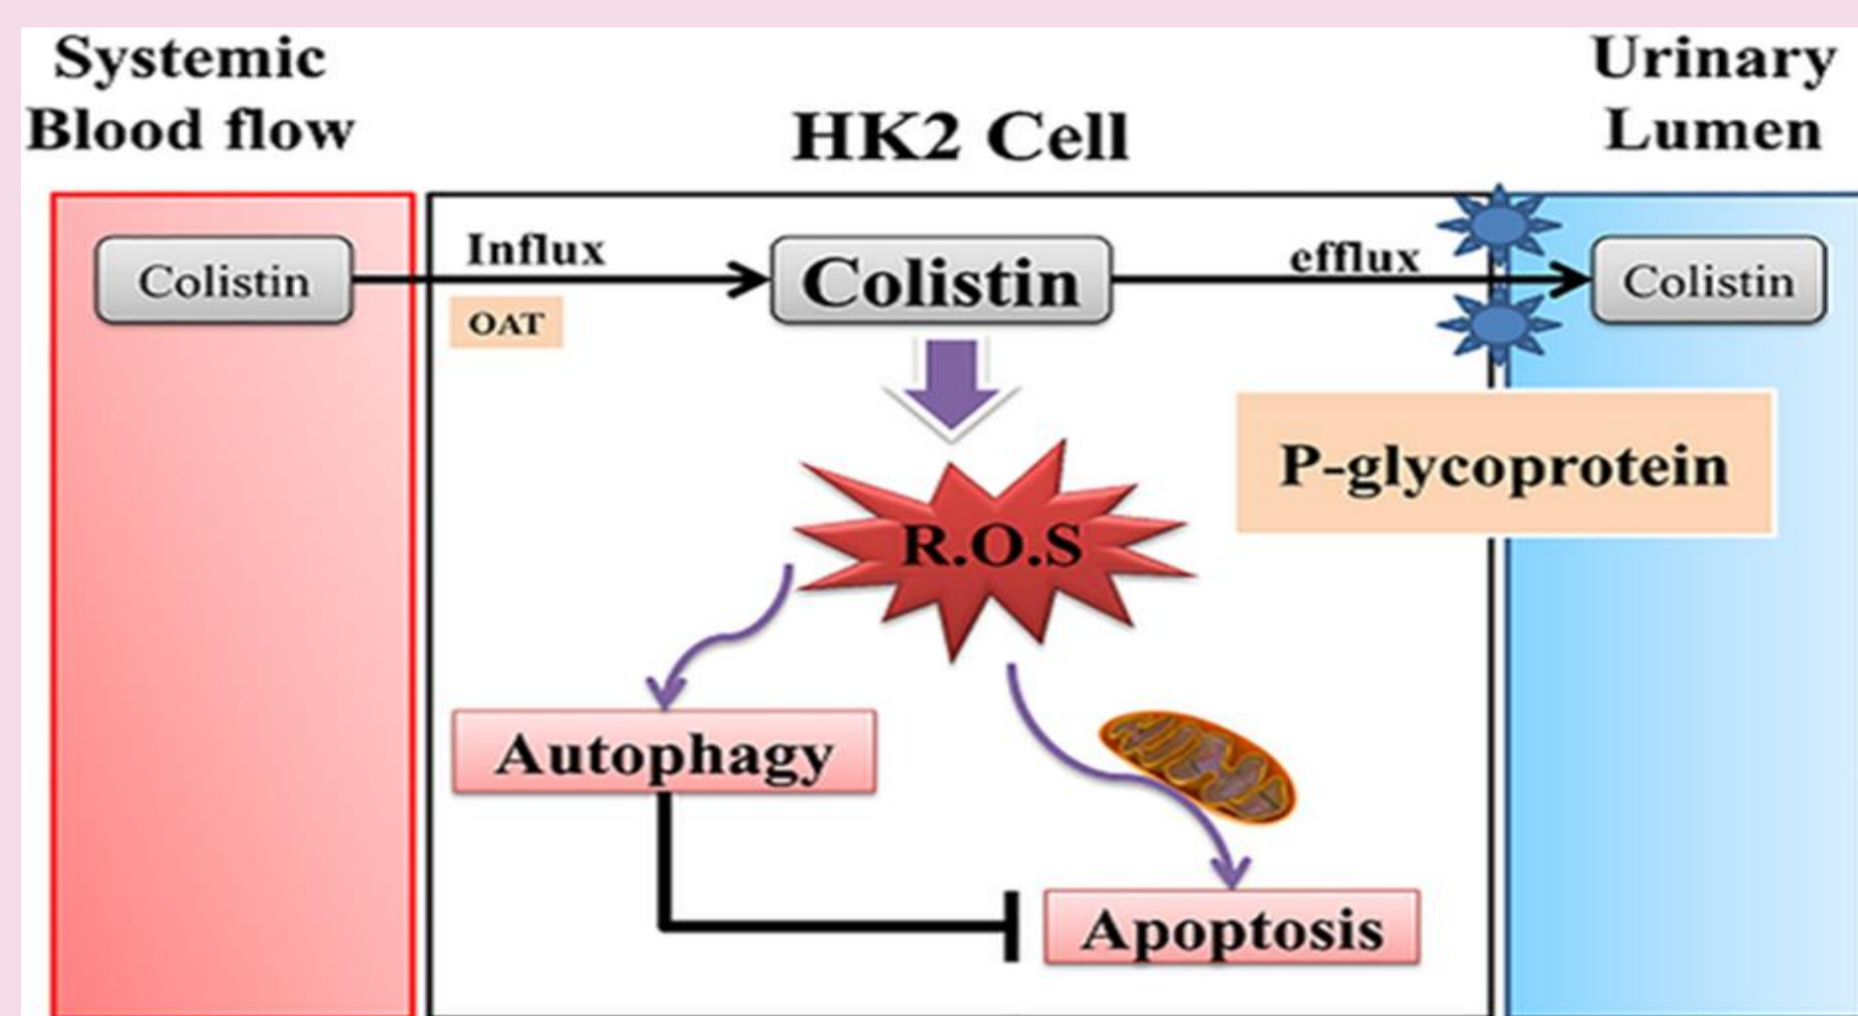 Systemic
Blood flow
HK2 Cell
Urinary
Lumen
Colistin
Influx
OAT
Colistin
efflux
Colistin
P-glycoprotein
R.O.S
Autophagy
Apoptosis